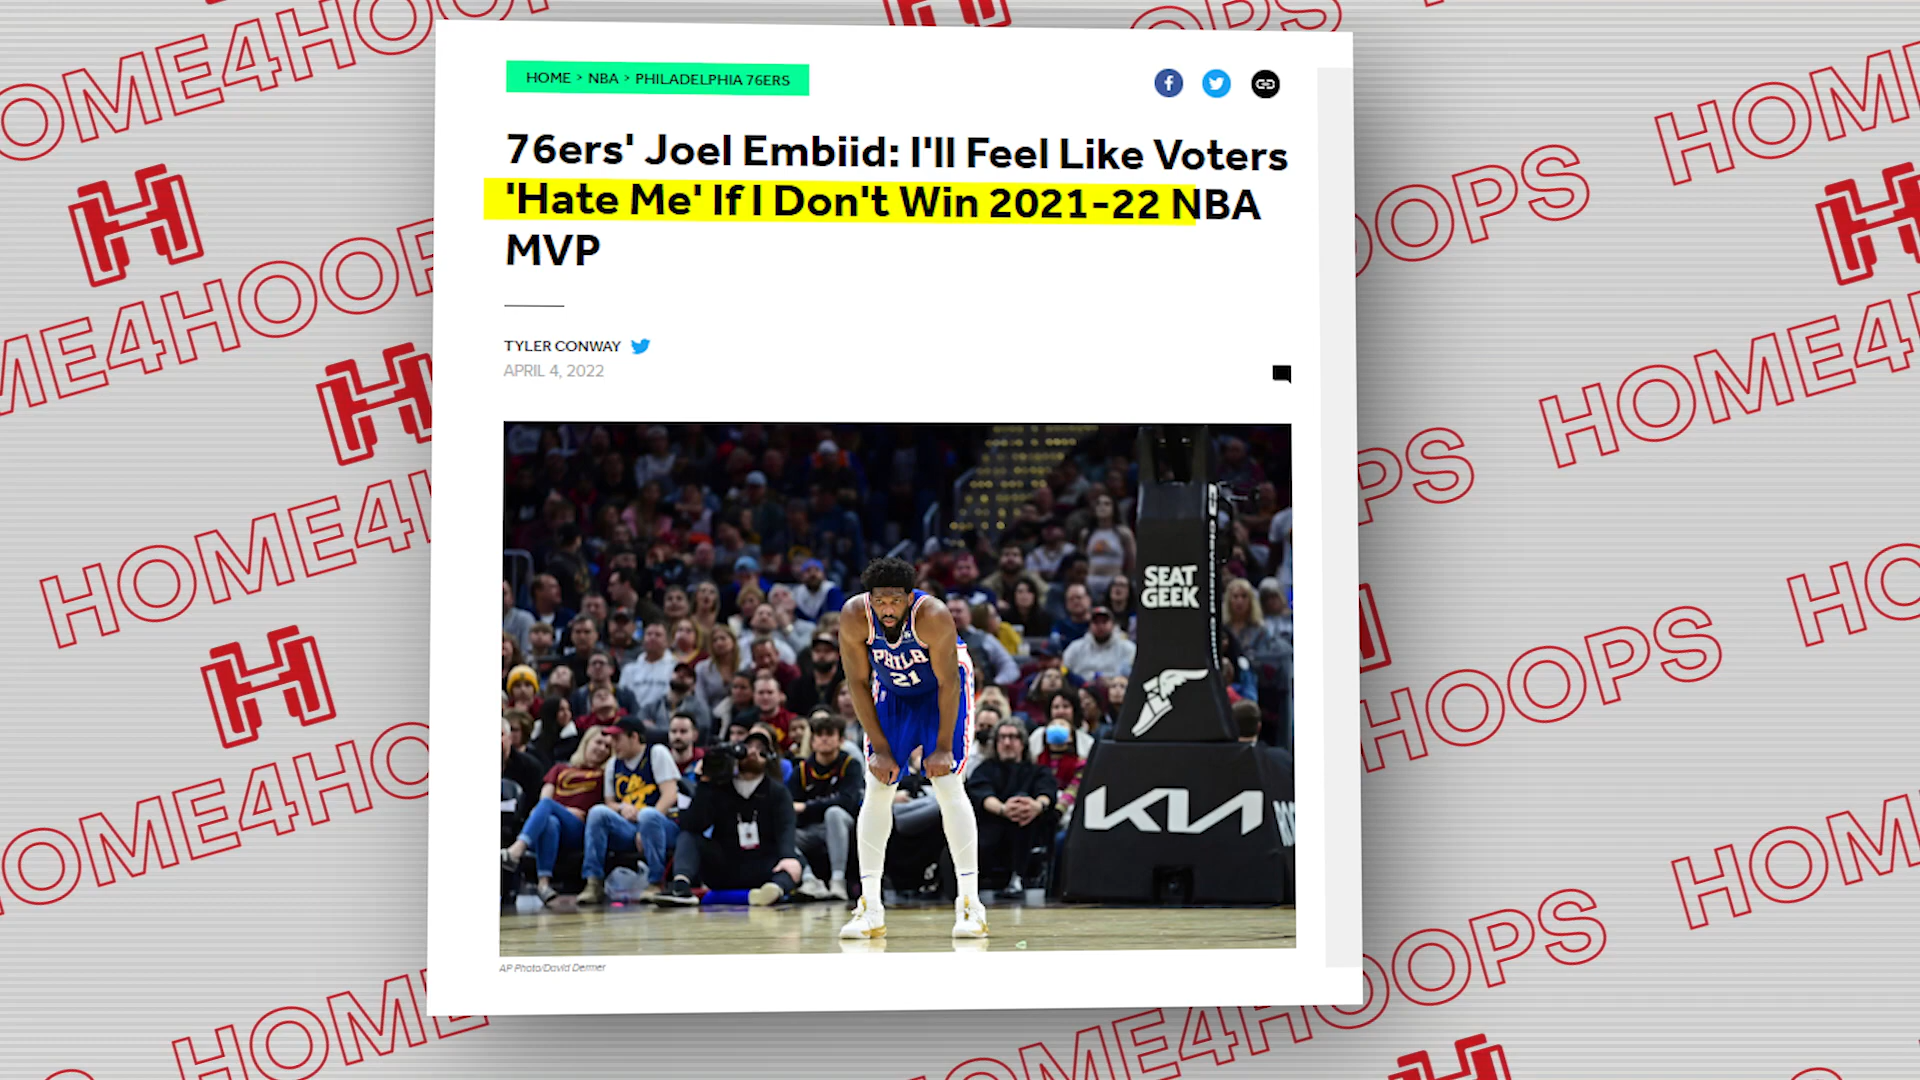 HOME > NBA > PHILADELPHIA 76ERS
76ers' Joel Embiid: I'll Feel Like Voters
'Hate Me' If I Don't Win 2021-22 NBA
MVP
TYLER CONWAY
APRIL 4, 2022
SEAT
GEEK
PHILA
21
KIA
AP Photo/David Dermer
HOME4HOOPS